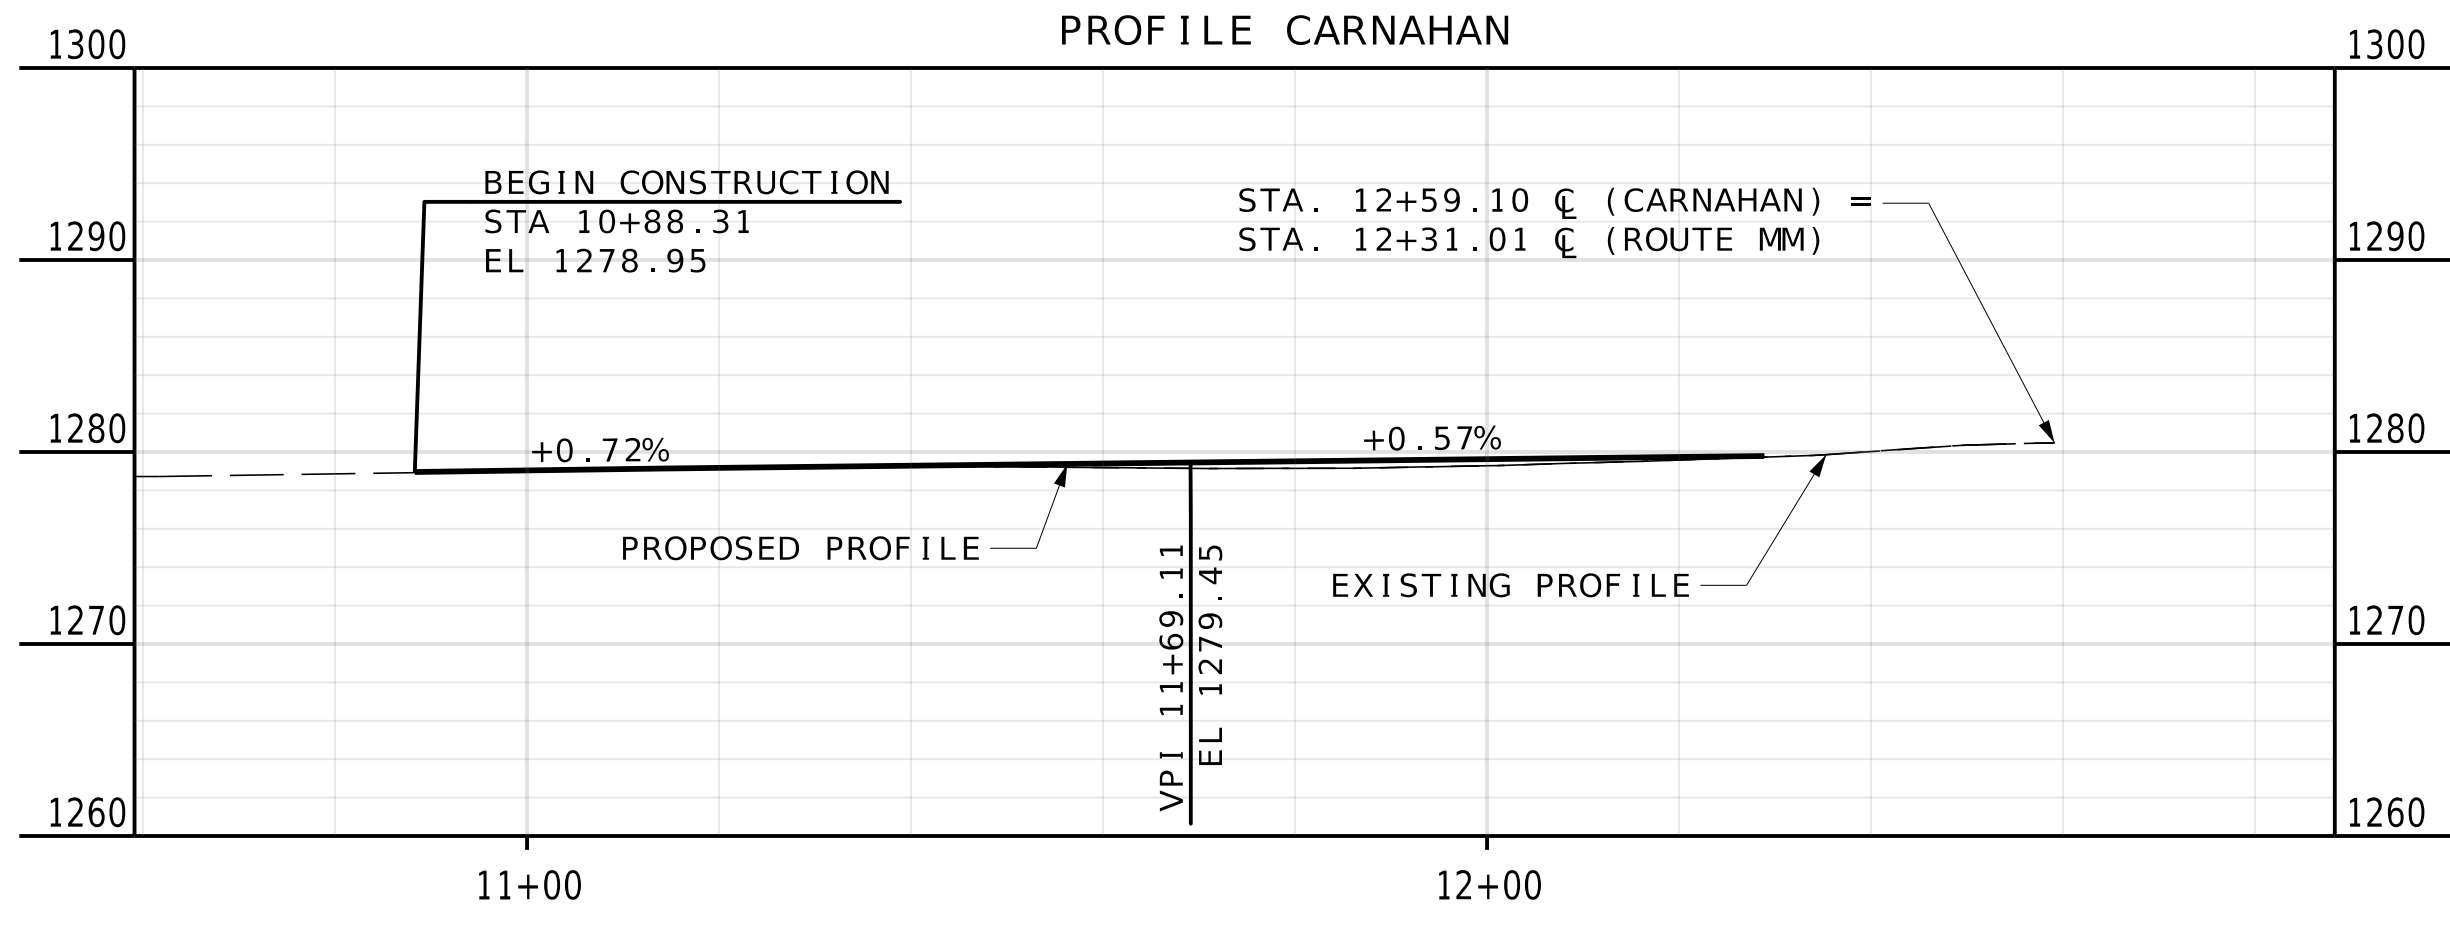 PROFILE CARNAHAN
1300
1300
BEGIN CONSTRUCTION
STA 10+88.31
EL 1278.95
STA. 12+59.10 ℄ (CARNAHAN) =
STA. 12+31.01 ℄ (ROUTE MM)
1290
1290
1280
1280
+0.72%
+0.57%
PROPOSED PROFILE
EXISTING PROFILE
VPI 11+69.11
EL 1279.45
1270
1270
1260
1260
11+00
12+00